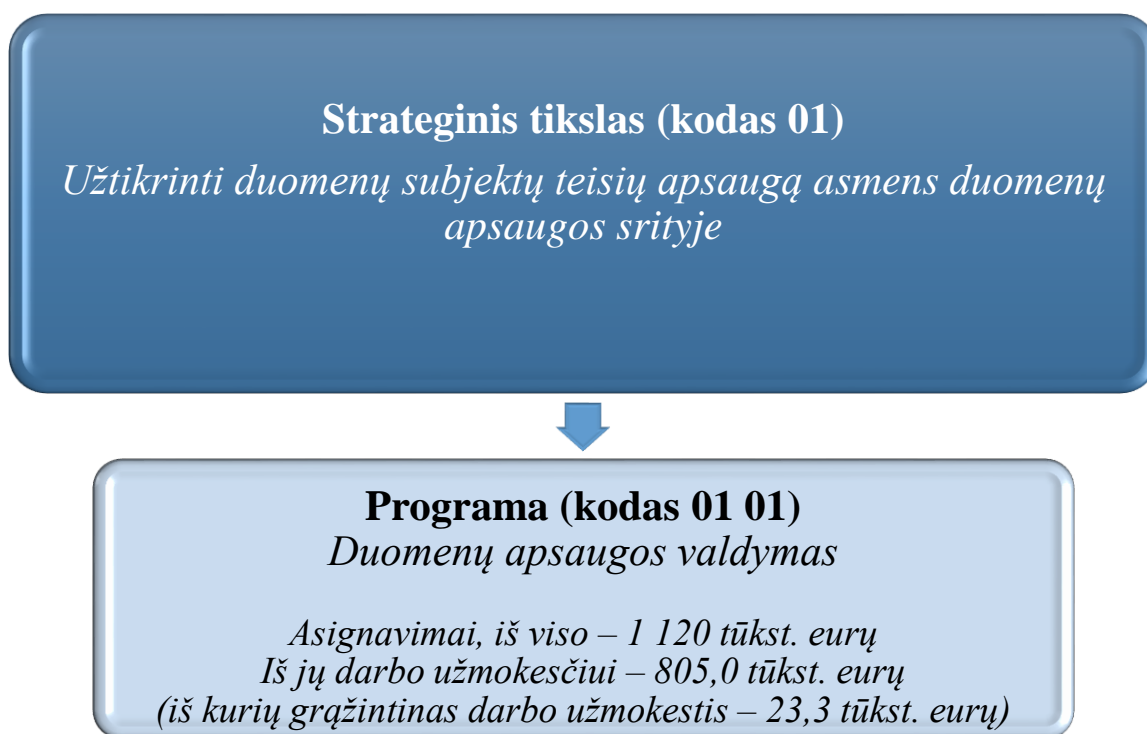 Strateginis tikslas (kodas 01)
Užtikrinti duomenų subjektų teisių apsaugą asmens duomenų
apsaugos srityje
Programa (kodas 01 01)
Duomenų apsaugos valdymas
Asignavimai, iš viso – 1 120 tūkst. eurų
Iš jų darbo užmokesčiui – 805,0 tūkst. eurų
(iš kurių grąžintinas darbo užmokestis – 23,3 tūkst. eurų)